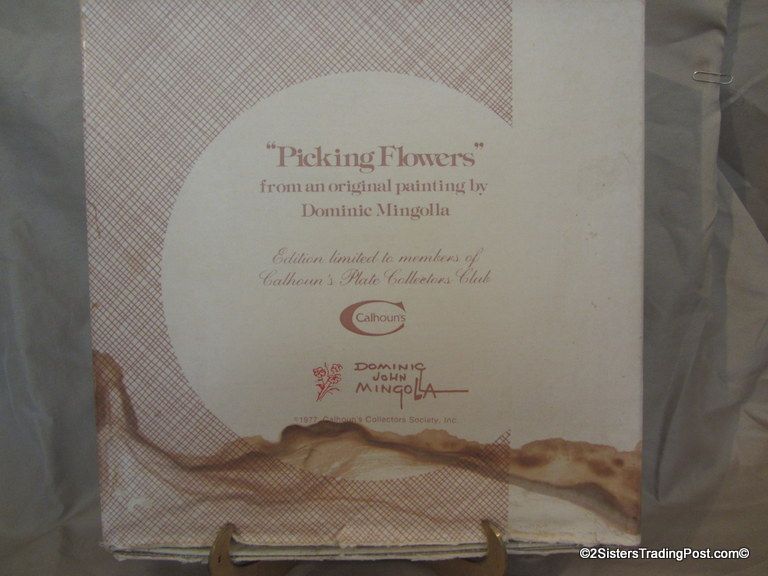 “Picking Flowers”
from an original painting by
Dominic Mingolla
Edition limited to members of
Calhoun's Plate Collectors Club
Calhoun's
DOMINIC
JOHN
MINGOLLA
©1977, Calhoun's Collectors Society, Inc.
©2SistersTradingPost.com©